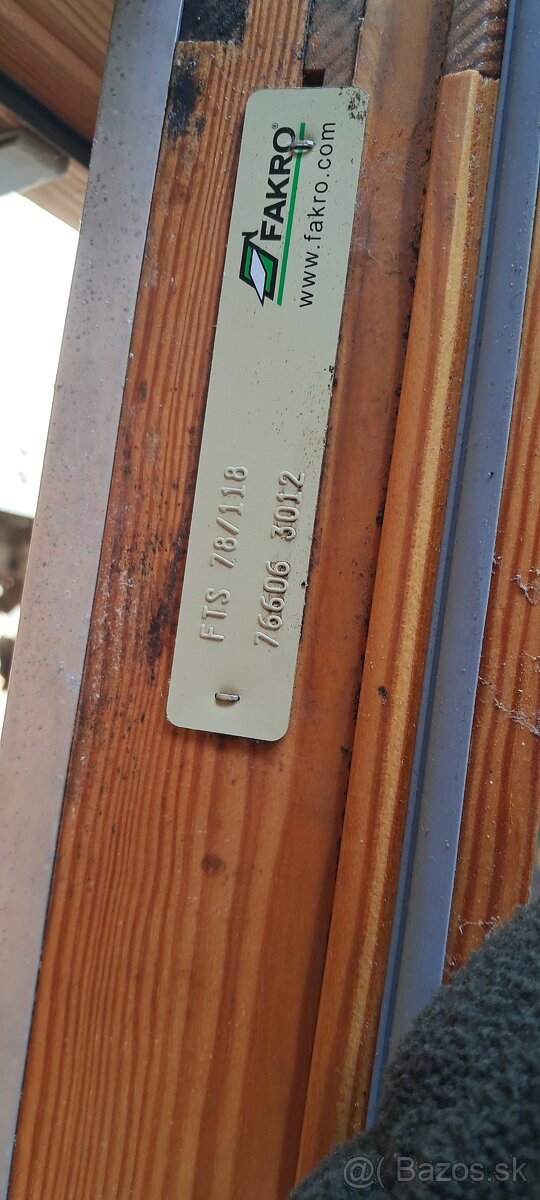 FAKRO®
www.fakro.com
FTS 78/118
76606 3012
@( Bazos.sk